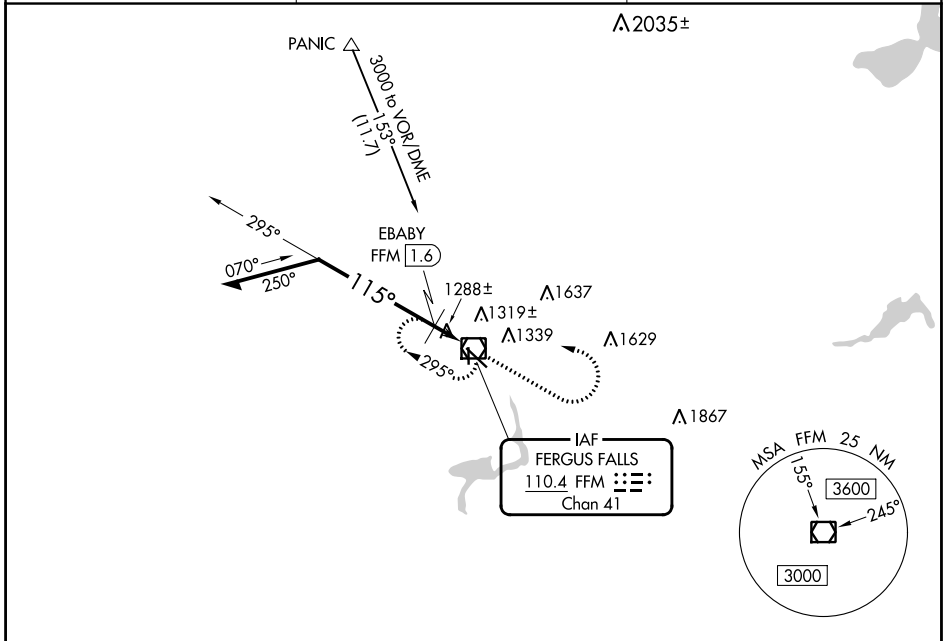 2035±
PANIC
3000 to VOR/DME
153°
(11.7)
295°
EBABY
FFM 1.6
070°
250°
115°
1288±
1637
1319±
1339
1629
295°
1867
IAF
FERGUS FALLS
110.4 FFM
Chan 41
MSA FFM 25 NM
155°
3600
245°
3000